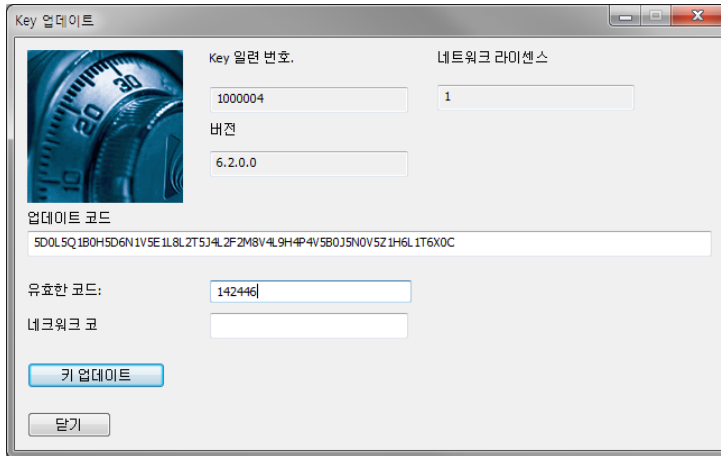 Key 업데이트
Key 일련 번호.
네트워크 라이센스
1000004
1
버전
6.2.0.0
업데이트 코드
5D0L5Q1B0H5D6N1V5E1L8L2T5J4L2F2M8V4L9H4P4V5B0J5N0V5Z1H6L1T6X0C
유효한 코드:
142446
네크워크 코
키 업데이트
닫기